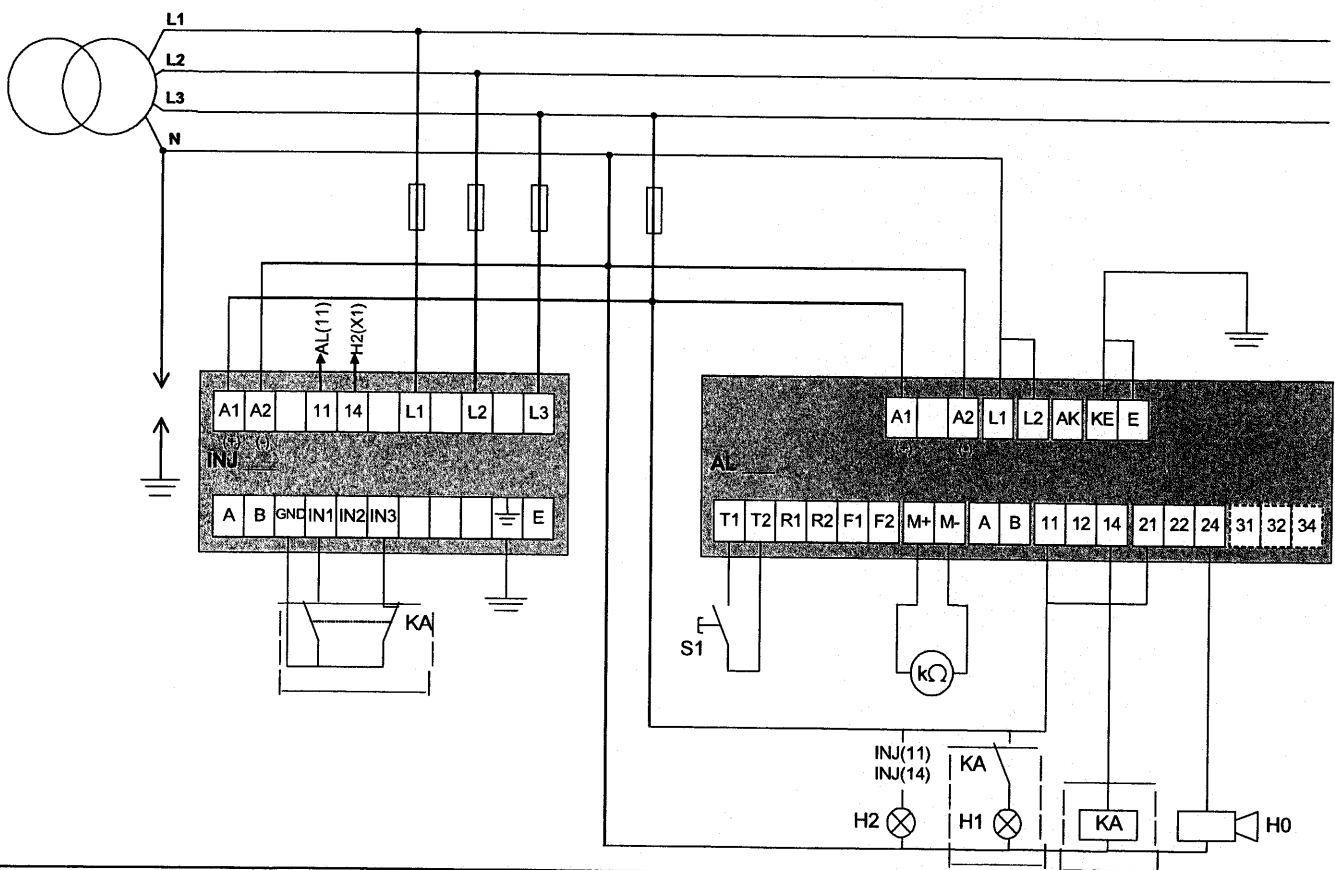 L1
L2
L3
N
AL(11)
H2(X1)
A1 A2 11 14 L1 L2 L3
(+) (-)
INJ ____
A B GND IN1 IN2 IN3 E
KA
A1 A2 L1 L2 AK KE E
(+) (-)
AL ____
T1 T2 R1 R2 F1 F2 M+ M- A B 11 12 14 21 22 24 31 32 34
S1
kΩ
INJ(11)
INJ(14)
KA
H2 H1 KA H0